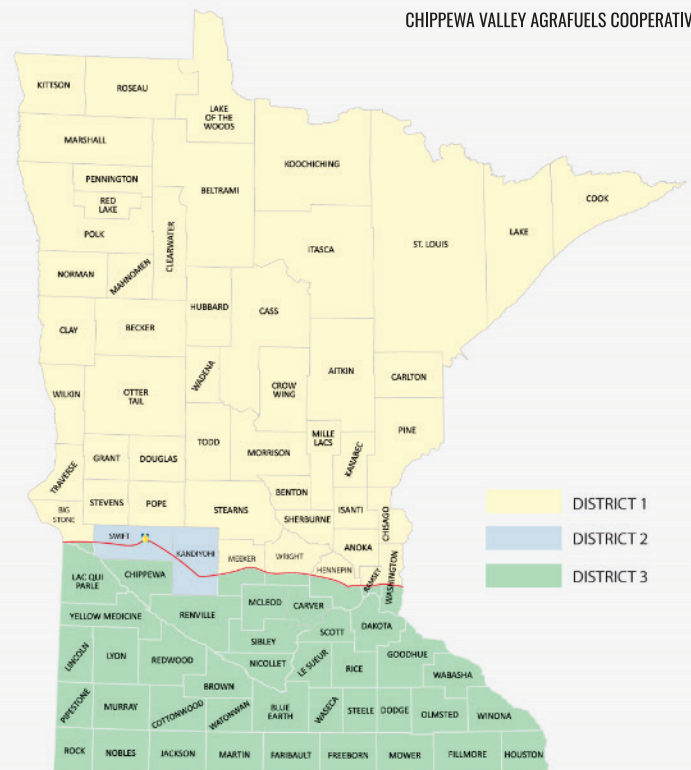 CHIPPEWA VALLEY AGRAFUELS COOPERATIV
KITTSON
ROSEAU
LAKE
OF THE
WOODS
MARSHALL
KOOCHICHING
PENNINGTON
BELTRAMI
RED
LAKE
COOK
CLEARWATER
POLK
ITASCA
ST. LOUIS
LAKE
NORMAN
MAHNOMEN
HUBBARD
CASS
CLAY
BECKER
WADENA
AITKIN
CARLTON
WILKIN
OTTER
TAIL
CROW
WING
TODD
MILLE
LACS
KANABEC
PINE
MORRISON
GRANT
DOUGLAS
TRAVERSE
BENTON
STEVENS
POPE
STEARNS
BIG
STONE
SHERBURNE
ISANTI
CHISAGO
SWIFT
KANDIYOHI
MEEKER
WRIGHT
ANOKA
HENNEPIN
RAMSEY
WASHINGTON
DISTRICT 1
DISTRICT 2
DISTRICT 3
LAC QUI
PARLE
CHIPPEWA
MCLEOD
CARVER
YELLOW MEDICINE
RENVILLE
SCOTT
DAKOTA
SIBLEY
LINCOLN
LYON
REDWOOD
NICOLLET
LE SUEUR
RICE
GOODHUE
WABASHA
BROWN
PIPESTONE
MURRAY
COTTONWOOD
WATONWAN
BLUE
EARTH
WASECA
STEELE
DODGE
OLMSTED
WINONA
ROCK
NOBLES
JACKSON
MARTIN
FARIBAULT
FREEBORN
MOWER
FILLMORE
HOUSTON